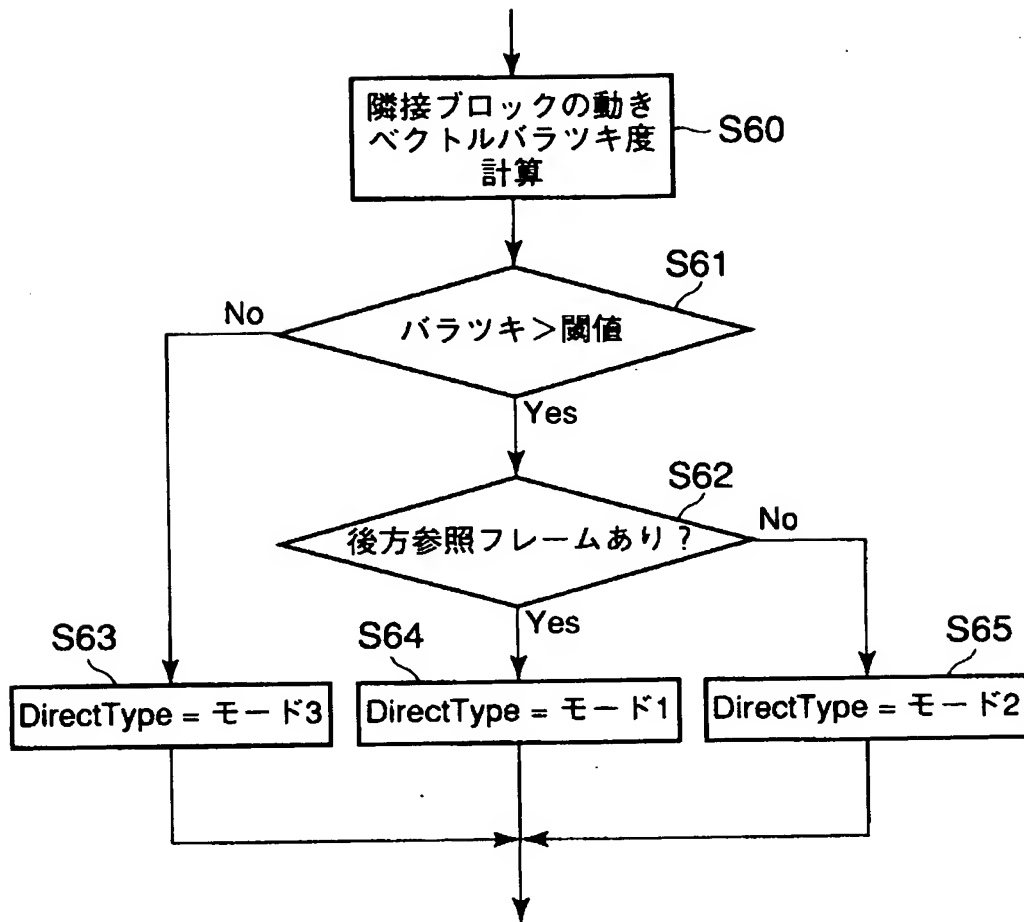 隣接ブロックの動き
ベクトルバラツキ度
計算
S60
S61
No
バラツキ>閾値
Yes
S62
No
後方参照フレームあり?
Yes
S63
S64
S65
DirectType = モード3
DirectType = モード1
DirectType = モード2